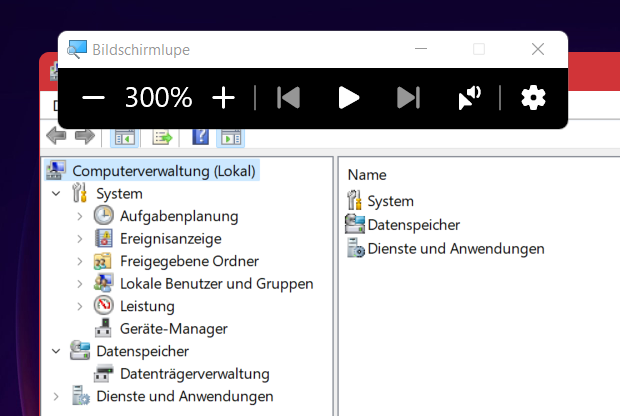 Bildschirmlupe
300%
Computerverwaltung (Lokal)
System
Aufgabenplanung
Ereignisanzeige
Freigegebene Ordner
Lokale Benutzer und Gruppen
Leistung
Geräte-Manager
Datenspeicher
Datenträgerverwaltung
Dienste und Anwendungen
Name
System
Datenspeicher
Dienste und Anwendungen